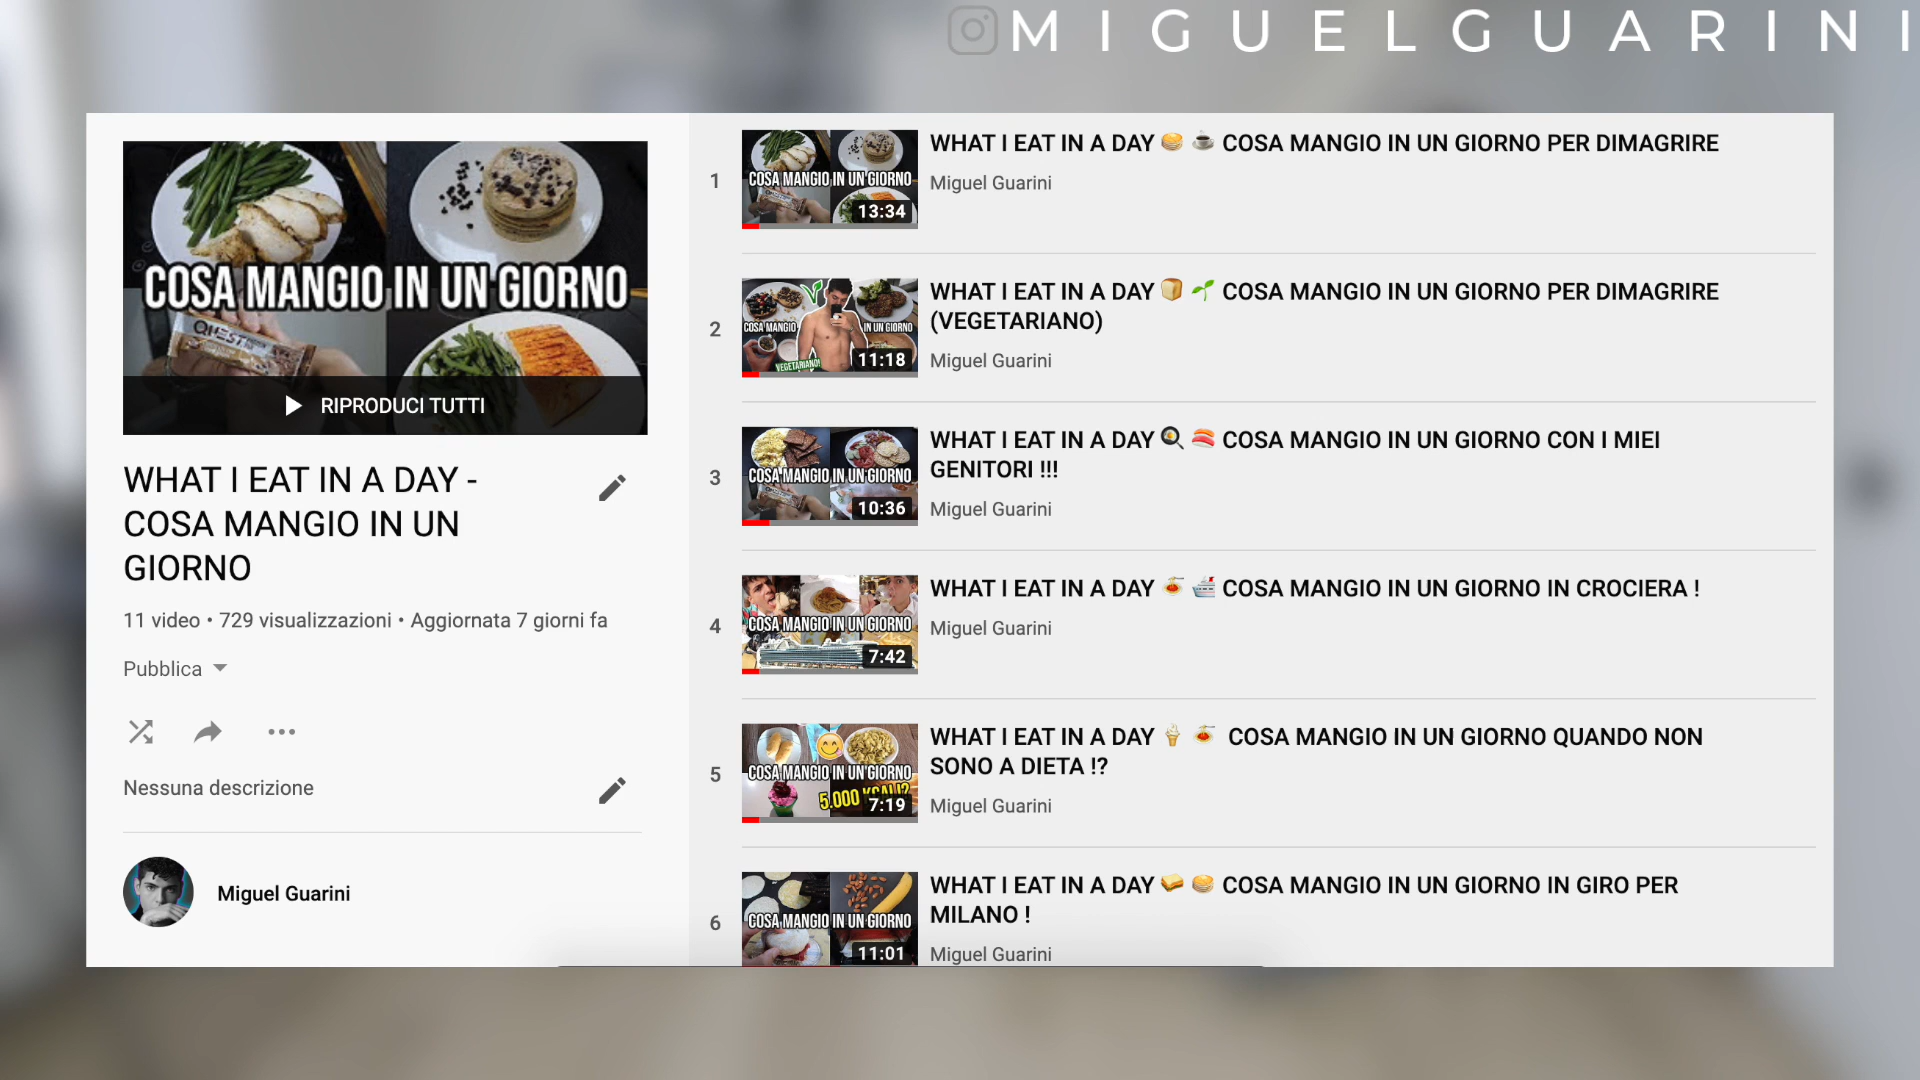 MIGUELGUARINI
COSA MANGIO IN UN GIORNO
QUEST
RIPRODUCI TUTTI
WHAT I EAT IN A DAY -
COSA MANGIO IN UN
GIORNO
11 video • 729 visualizzazioni • Aggiornata 7 giorni fa
Pubblica
Nessuna descrizione
Miguel Guarini
1
COSA MANGIO IN UN GIORNO
13:34
WHAT I EAT IN A DAY 🥞 ☕ COSA MANGIO IN UN GIORNO PER DIMAGRIRE
Miguel Guarini
2
COSA MANGIO IN UN GIORNO
VEGETARIANO!
11:18
WHAT I EAT IN A DAY 🍞 🌱 COSA MANGIO IN UN GIORNO PER DIMAGRIRE
(VEGETARIANO)
Miguel Guarini
3
COSA MANGIO IN UN GIORNO
10:36
WHAT I EAT IN A DAY 🍳 🍣 COSA MANGIO IN UN GIORNO CON I MIEI
GENITORI !!!
Miguel Guarini
4
COSA MANGIO IN UN GIORNO
7:42
WHAT I EAT IN A DAY 🍝 🛳 COSA MANGIO IN UN GIORNO IN CROCIERA !
Miguel Guarini
5
COSA MANGIO IN UN GIORNO
5.000 KCAL!?
7:19
WHAT I EAT IN A DAY 🍦 🍝 COSA MANGIO IN UN GIORNO QUANDO NON
SONO A DIETA !?
Miguel Guarini
6
COSA MANGIO IN UN GIORNO
11:01
WHAT I EAT IN A DAY 🥪 🥞 COSA MANGIO IN UN GIORNO IN GIRO PER
MILANO !
Miguel Guarini